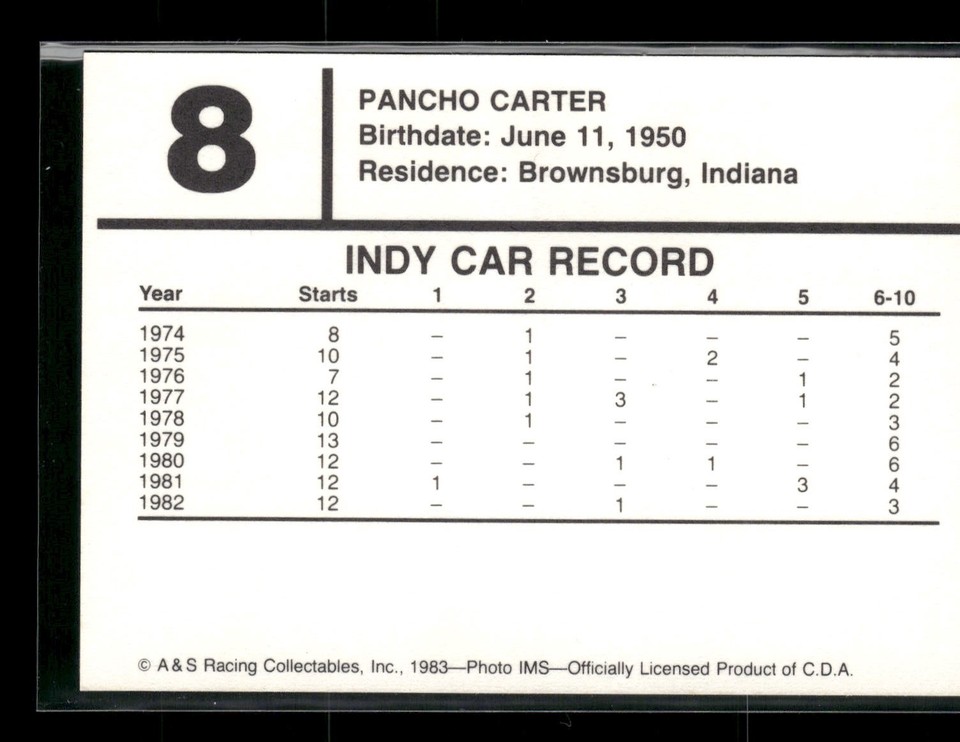 8
PANCHO CARTER
Birthdate: June 11, 1950
Residence: Brownsburg, Indiana
INDY CAR RECORD
Year Starts 1 2 3 4 5 6-10
1974 8 – 1 – – – 5
1975 10 – 1 – 2 – 4
1976 7 – 1 – – 1 2
1977 12 – 1 3 – 1 2
1978 10 – 1 – – – 3
1979 13 – – – – – 6
1980 12 – – 1 1 – 6
1981 12 1 – – – 3 4
1982 12 – – 1 – – 3
© A & S Racing Collectables, Inc., 1983—Photo IMS—Officially Licensed Product of C.D.A.